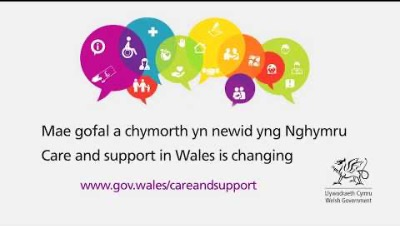 Mae gofal a chymorth yn newid yng Nghymru
Care and support in Wales is changing
www.gov.wales/careandsupport
Llywodraeth Cymru
Welsh Government